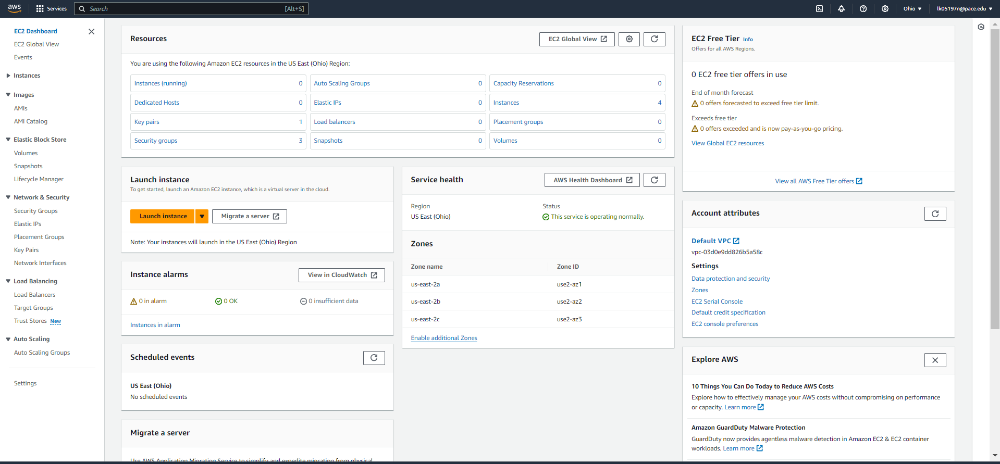 aws
Services
Search
[Alt+S]
Ohio ▼
lk05197n@pace.edu ▼
EC2 Dashboard
EC2 Global View
Events
Instances
Images
AMIs
AMI Catalog
Elastic Block Store
Volumes
Snapshots
Lifecycle Manager
Network & Security
Security Groups
Elastic IPs
Placement Groups
Key Pairs
Network Interfaces
Load Balancing
Load Balancers
Target Groups
Trust Stores New
Auto Scaling
Auto Scaling Groups
Settings
Resources
EC2 Global View
You are using the following Amazon EC2 resources in the US East (Ohio) Region:
Instances (running) 0
Auto Scaling Groups 0
Capacity Reservations 0
Dedicated Hosts 0
Elastic IPs 0
Instances 4
Key pairs 1
Load balancers 0
Placement groups 0
Security groups 3
Snapshots 0
Volumes 0
Launch instance
To get started, launch an Amazon EC2 instance, which is a virtual server in the cloud.
Launch instance
Migrate a server
Note: Your instances will launch in the US East (Ohio) Region
Instance alarms
View in CloudWatch
0 in alarm
0 OK
0 insufficient data
Instances in alarm
Scheduled events
US East (Ohio)
No scheduled events
Migrate a server
Use AWS Application Migration Service to simplify and expedite migration from physical
Service health
AWS Health Dashboard
Region
US East (Ohio)
Status
This service is operating normally.
Zones
Zone name
Zone ID
us-east-2a
use2-az1
us-east-2b
use2-az2
us-east-2c
use2-az3
Enable additional Zones
EC2 Free Tier Info
Offers for all AWS Regions.
0 EC2 free tier offers in use
End of month forecast
0 offers forecasted to exceed free tier limit.
Exceeds free tier
0 offers exceeded and is now pay-as-you-go pricing.
View Global EC2 resources
View all AWS Free Tier offers
Account attributes
Default VPC
vpc-03d0e9dd826b5a58c
Settings
Data protection and security
Zones
EC2 Serial Console
Default credit specification
EC2 console preferences
Explore AWS
10 Things You Can Do Today to Reduce AWS Costs
Explore how to effectively manage your AWS costs without compromising on performance
or capacity. Learn more
Amazon GuardDuty Malware Protection
GuardDuty now provides agentless malware detection in Amazon EC2 & EC2 container
workloads. Learn more